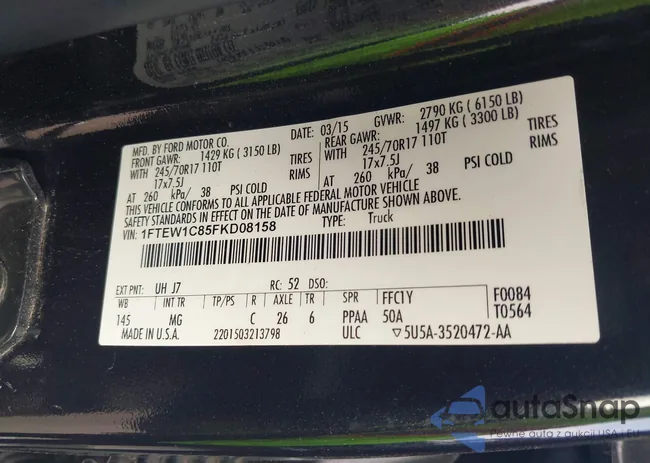 MFD. BY FORD MOTOR CO. DATE: 03/15 GVWR: 2790 KG ( 6150 LB)
FRONT GAWR: 1429 KG ( 3150 LB) REAR GAWR: 1497 KG ( 3300 LB)
WITH 245/70R17 110T TIRES WITH 245/70R17 110T TIRES
17x7.5J RIMS 17x7.5J RIMS
AT 260 kPa/ 38 PSI COLD AT 260 kPa/ 38 PSI COLD
THIS VEHICLE CONFORMS TO ALL APPLICABLE FEDERAL MOTOR VEHICLE
SAFETY STANDARDS IN EFFECT ON THE DATE OF MANUFACTURE SHOWN ABOVE.
VIN: 1FTEW1C85FKD08158 TYPE: Truck
EXT PNT: UH J7 RC: 52 DSO:
WB INT TR TP/PS R AXLE TR SPR FFC1Y F0084
145 MG C 26 6 PPAA 50A T0564
MADE IN U.S.A. 2201503213798 ULC ▽5U5A-3520472-AA
autoSnap
Pewne auta z aukcji USA i EU